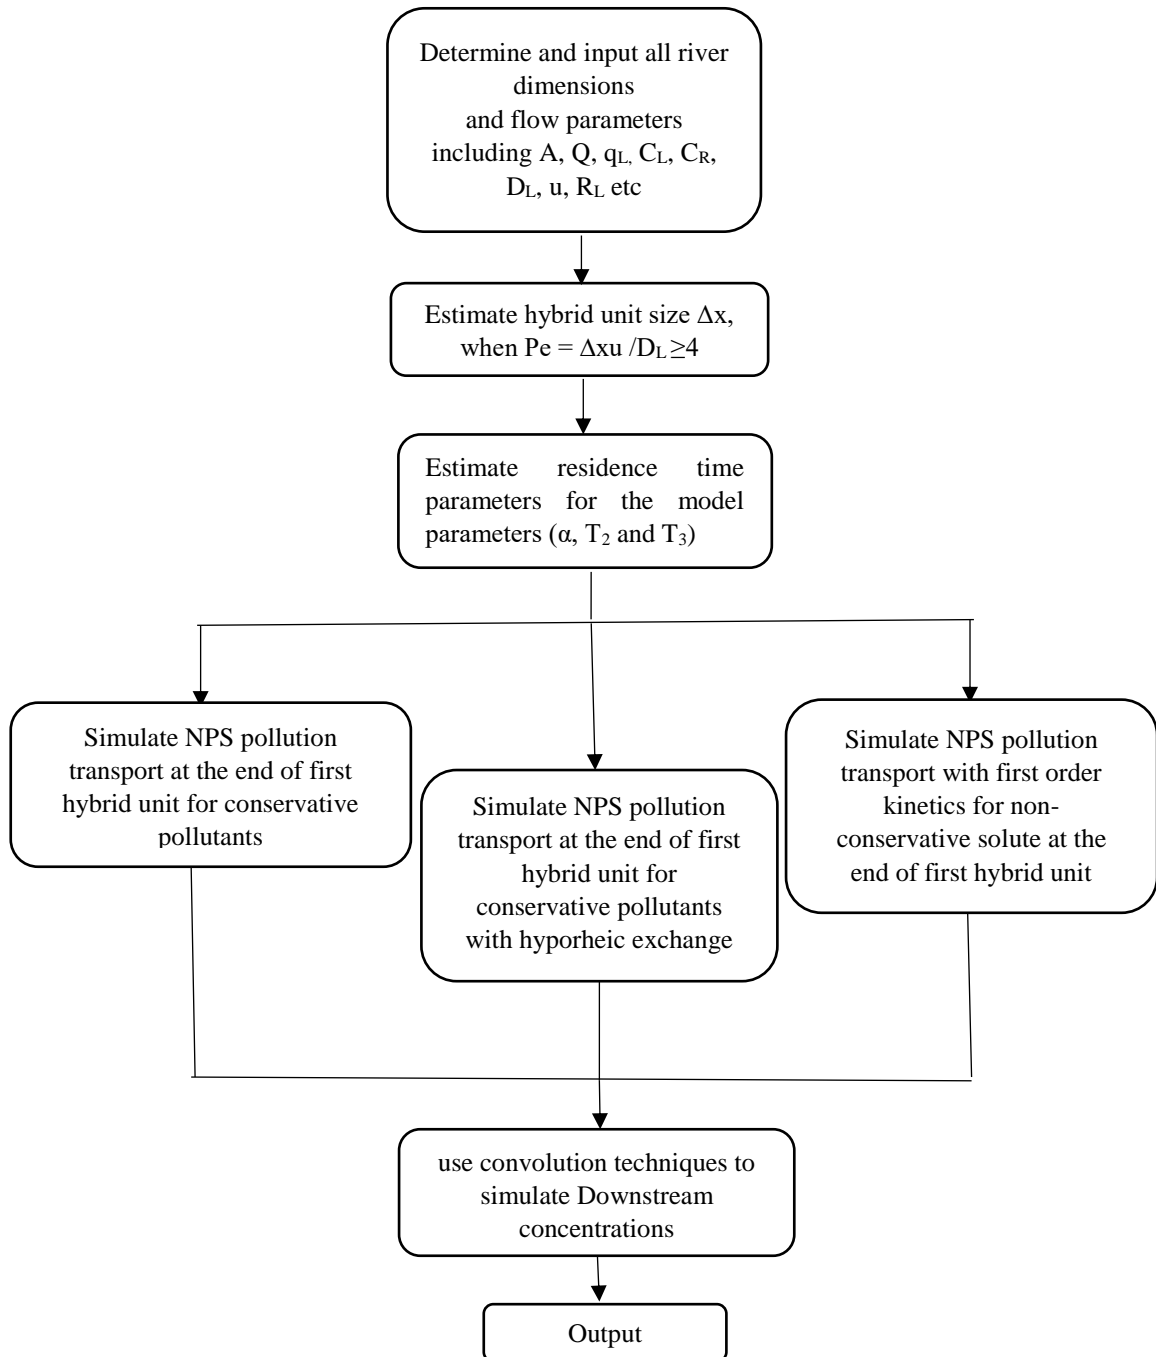 Determine and input all river
dimensions
and flow parameters
including A, Q, qL, CL, CR,
DL, u, RL etc
Estimate hybrid unit size Δx,
when Pe = Δxu /DL ≥4
Estimate residence time
parameters for the model
parameters (α, T2 and T3)
Simulate NPS pollution
transport at the end of first
hybrid unit for conservative
pollutants
Simulate NPS pollution
transport at the end of first
hybrid unit for
conservative pollutants
with hyporheic exchange
Simulate NPS pollution
transport with first order
kinetics for non-
conservative solute at the
end of first hybrid unit
use convolution techniques to
simulate Downstream
concentrations
Output